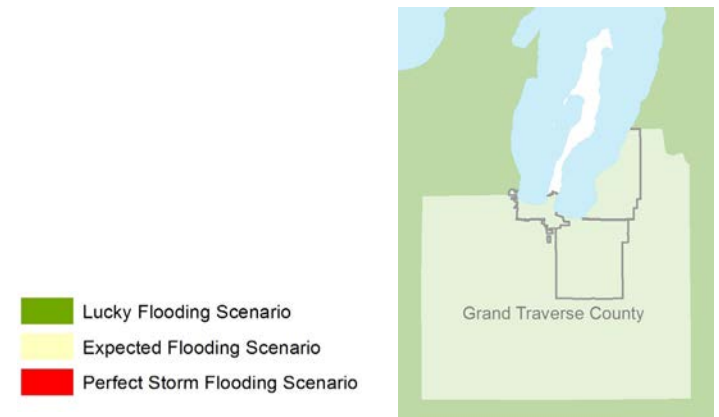 Lucky Flooding Scenario
Expected Flooding Scenario
Perfect Storm Flooding Scenario
Grand Traverse County